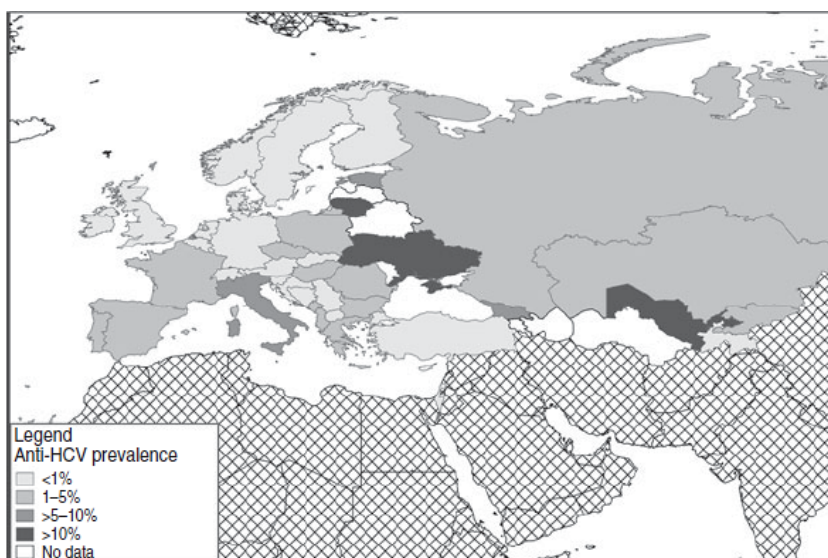 Legend
Anti-HCV prevalence
<1%
1–5%
>5–10%
>10%
No data